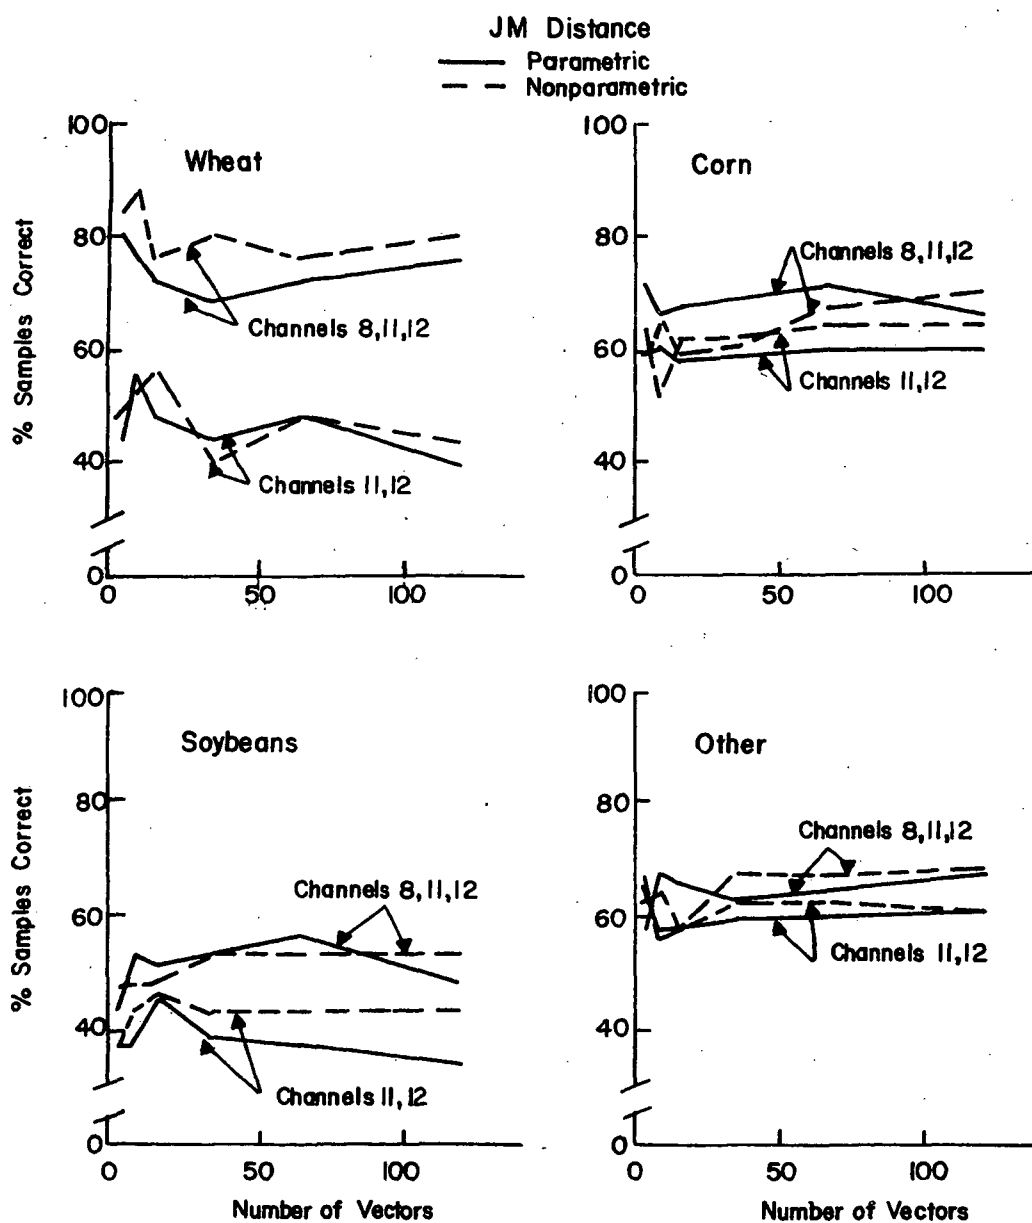 JM Distance
Parametric
Nonparametric
Wheat
% Samples Correct
100
80
60
40
0
Channels 8,11,12
Channels 11,12
0 50 100
Corn
100
80
60
40
0
Channels 8,11,12
Channels 11,12
0 50 100
Soybeans
% Samples Correct
100
80
60
40
0
Channels 8,11,12
Channels 11,12
0 50 100
Number of Vectors
Other
100
80
60
40
0
Channels 8,11,12
Channels 11,12
0 50 100
Number of Vectors